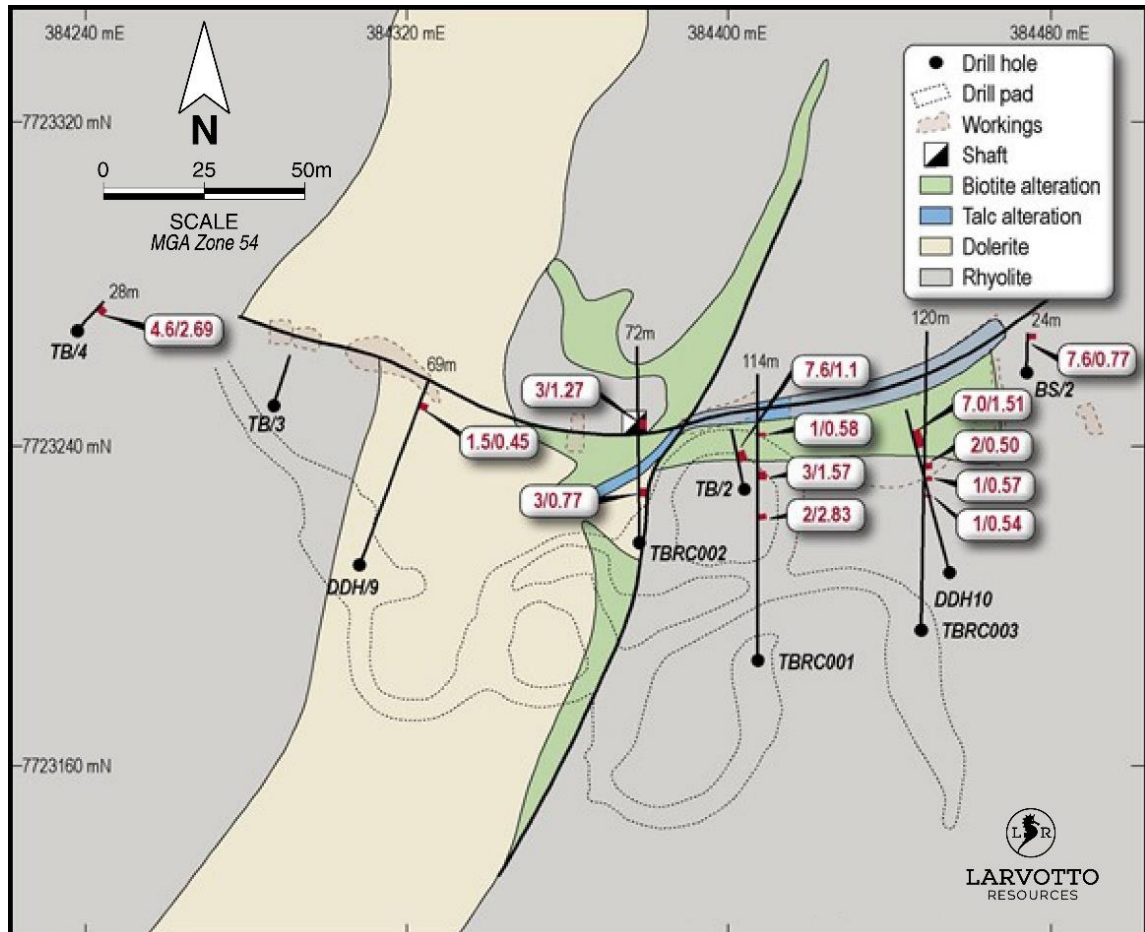 384240 mE
384320 mE
384400 mE
384480 mE
Drill hole
Drill pad
Workings
Shaft
Biotite alteration
Talc alteration
Dolerite
Rhyolite
7723320 mN
N
0 25 50m
SCALE
MGA Zone 54
28m
4.6/2.69
TB/4
TB/3
69m
1.5/0.45
DDH/9
72m
3/1.27
3/0.77
TBRC002
114m
7.6/1.1
1/0.58
3/1.57
2/2.83
TB/2
TBRC001
120m
24m
7.6/0.77
BS/2
7.0/1.51
2/0.50
1/0.57
1/0.54
DDH10
TBRC003
7723240 mN
7723160 mN
L R
LARVOTTO
RESOURCES